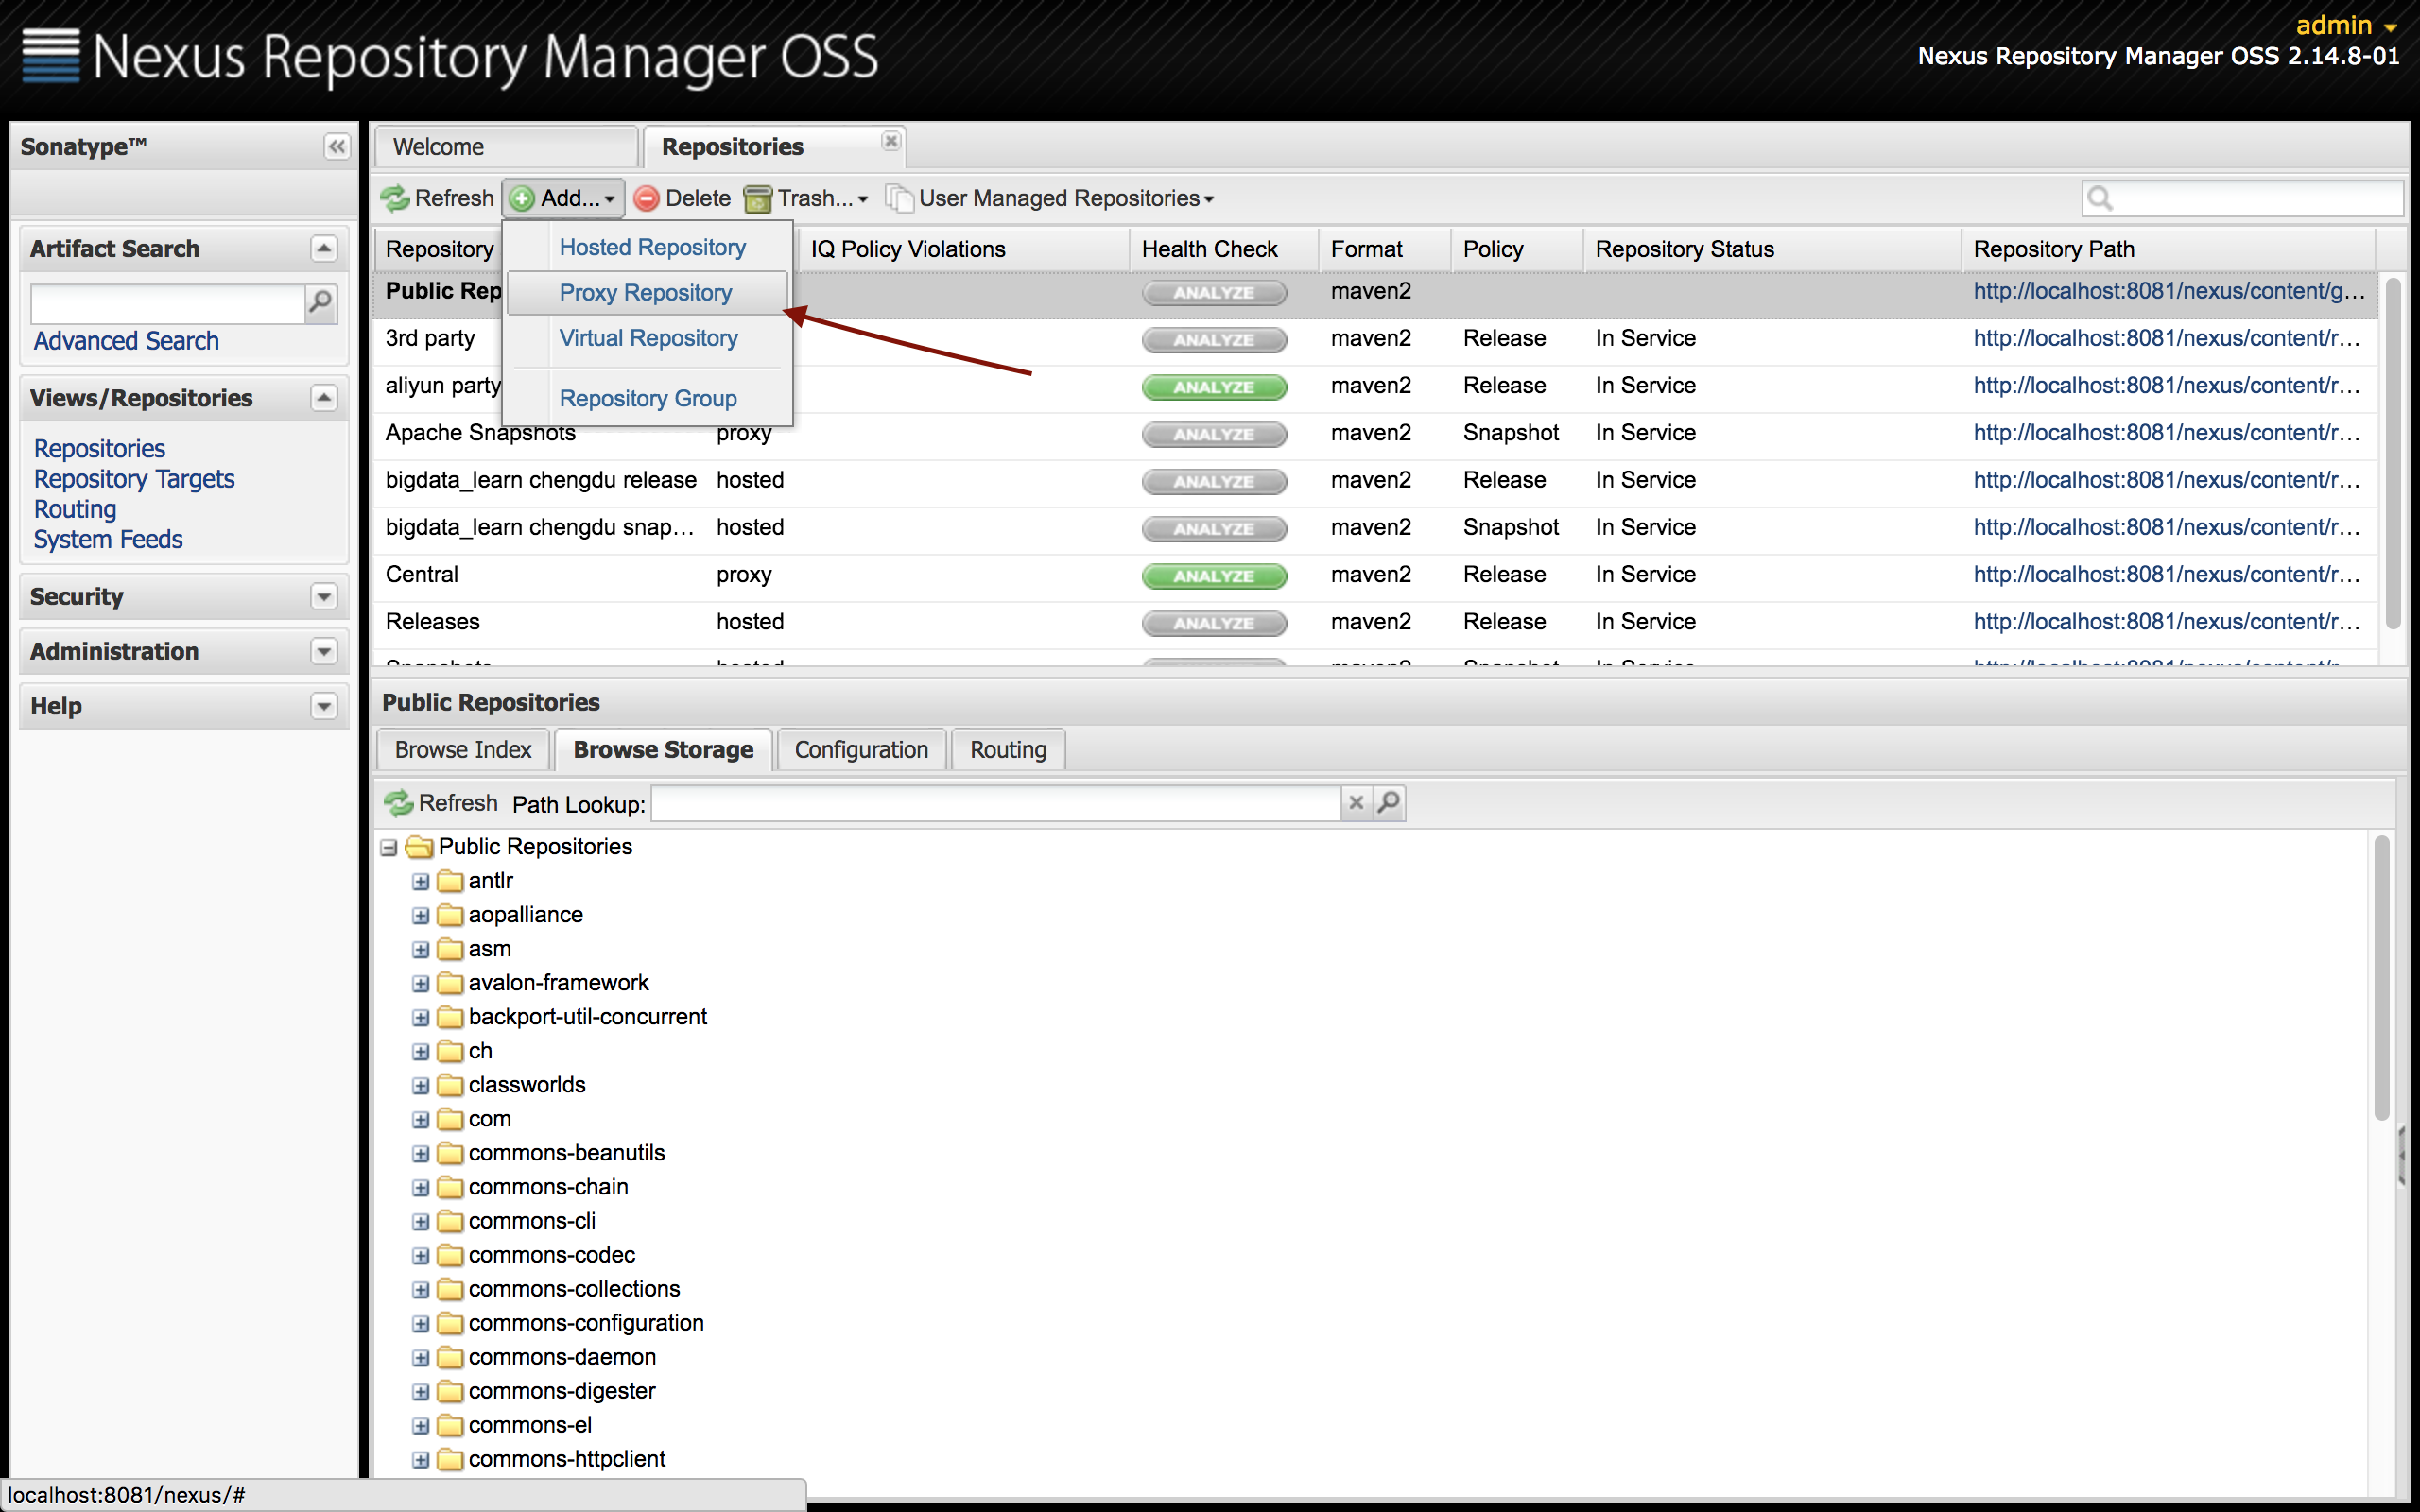 Nexus Repository Manager OSS
admin
Nexus Repository Manager OSS 2.14.8-01
Sonatype™
Artifact Search
Advanced Search
Views/Repositories
Repositories
Repository Targets
Routing
System Feeds
Security
Administration
Help
Welcome
Repositories
Refresh Add... Delete Trash... User Managed Repositories
Hosted Repository
Proxy Repository
Virtual Repository
Repository Group
Repository IQ Policy Violations Health Check Format Policy Repository Status Repository Path
Public Rep ANALYZE maven2 http://localhost:8081/nexus/content/g...
3rd party ANALYZE maven2 Release In Service http://localhost:8081/nexus/content/r...
aliyun party ANALYZE maven2 Release In Service http://localhost:8081/nexus/content/r...
Apache Snapshots proxy ANALYZE maven2 Snapshot In Service http://localhost:8081/nexus/content/r...
bigdata_learn chengdu release hosted ANALYZE maven2 Release In Service http://localhost:8081/nexus/content/r...
bigdata_learn chengdu snap... hosted ANALYZE maven2 Snapshot In Service http://localhost:8081/nexus/content/r...
Central proxy ANALYZE maven2 Release In Service http://localhost:8081/nexus/content/r...
Releases hosted ANALYZE maven2 Release In Service http://localhost:8081/nexus/content/r...
Public Repositories
Browse Index Browse Storage Configuration Routing
Refresh Path Lookup:
Public Repositories
antlr
aopalliance
asm
avalon-framework
backport-util-concurrent
ch
classworlds
com
commons-beanutils
commons-chain
commons-cli
commons-codec
commons-collections
commons-configuration
commons-daemon
commons-digester
commons-el
commons-httpclient
localhost:8081/nexus/#